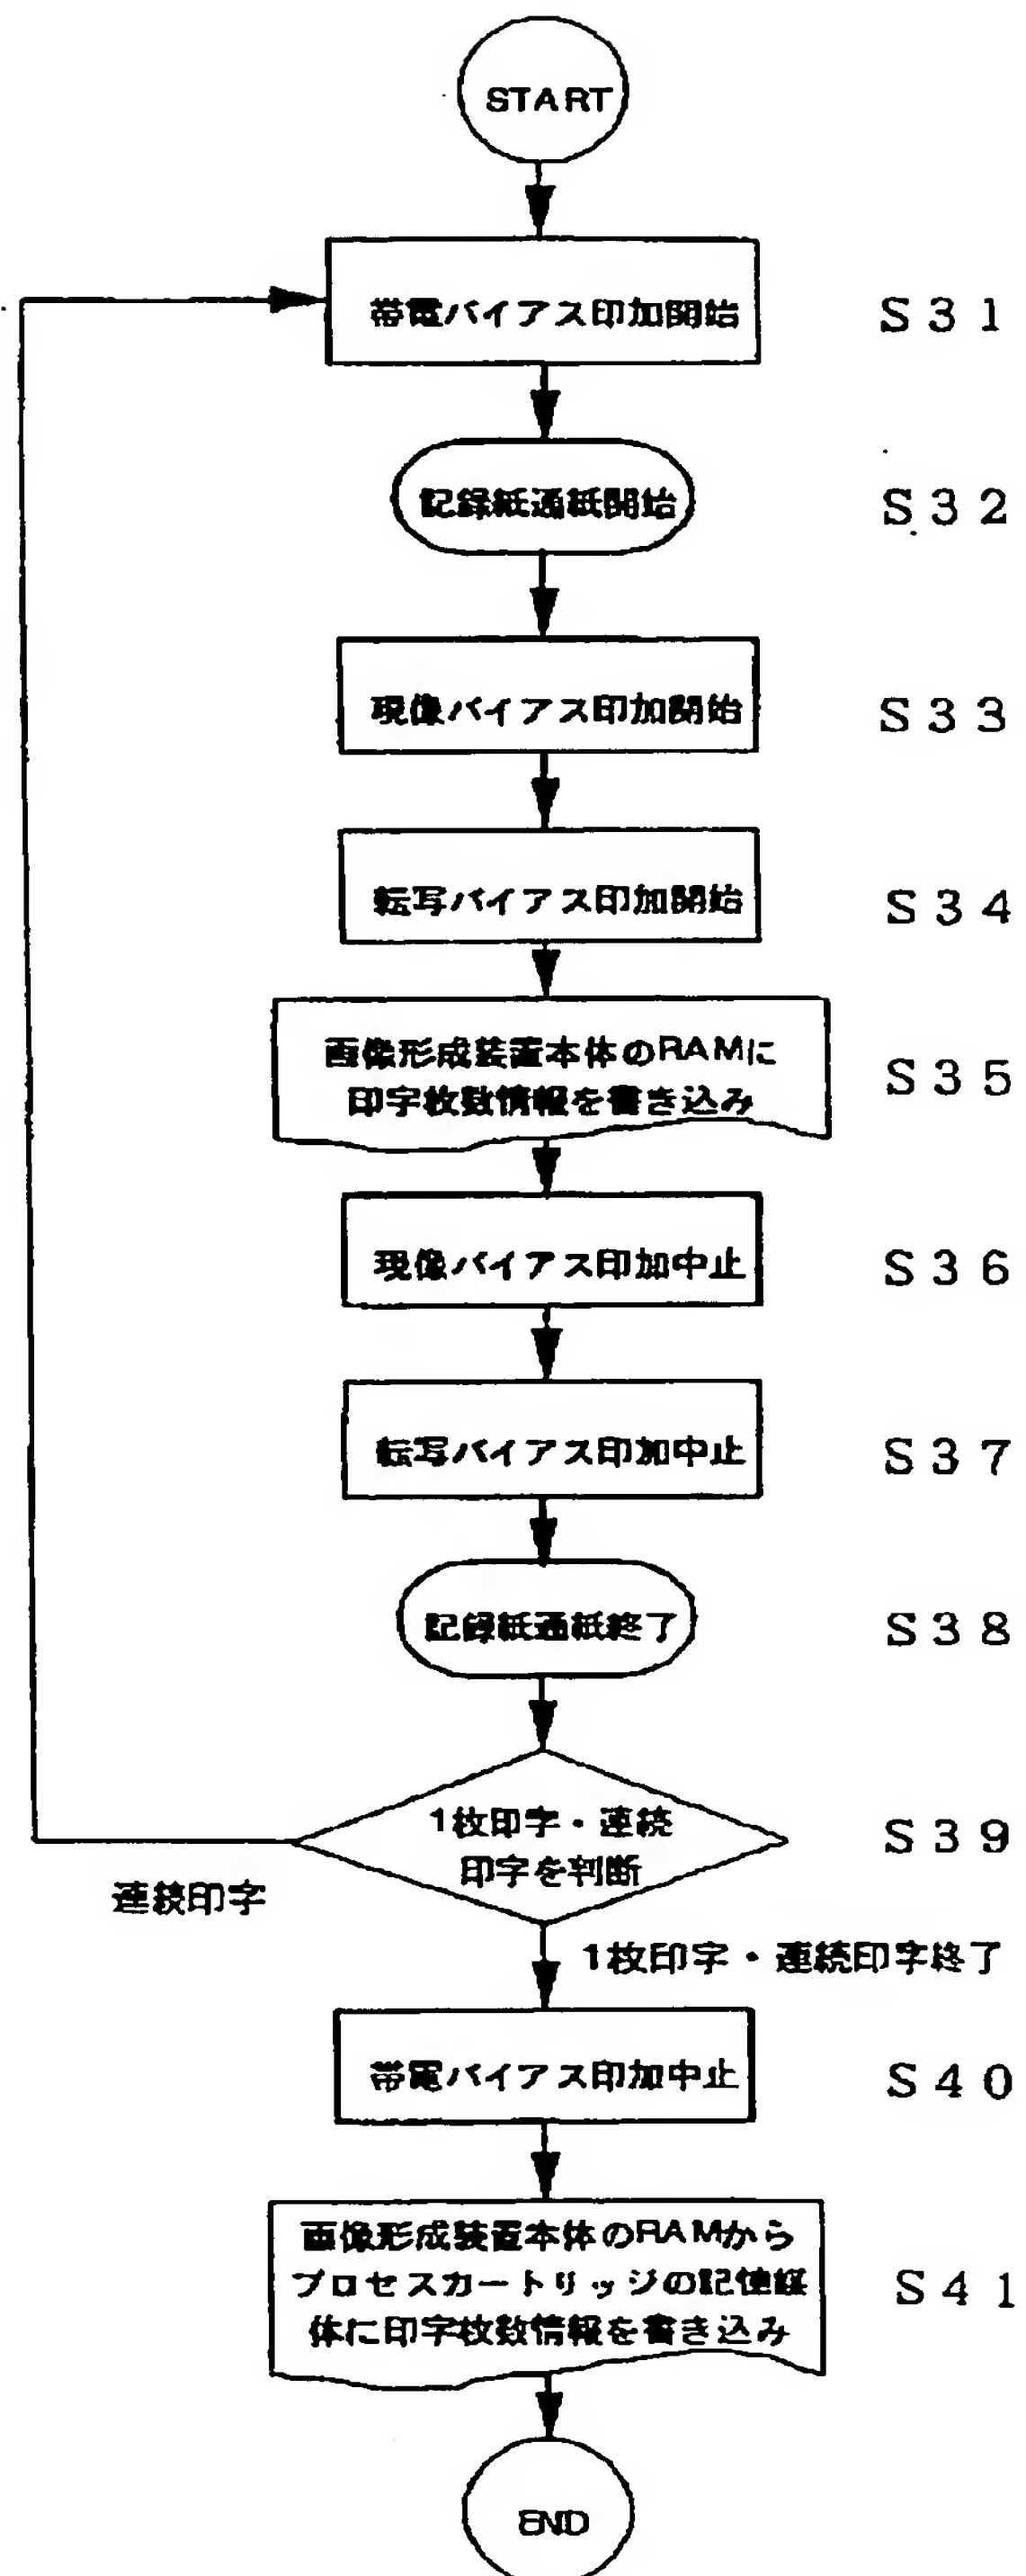 START
帯電バイアス印加開始
S31
記録紙通紙開始
S32
現像バイアス印加開始
S33
転写バイアス印加開始
S34
画像形成装置本体のRAMに
印字枚数情報を書き込み
S35
現像バイアス印加中止
S36
転写バイアス印加中止
S37
記録紙通紙終了
S38
1枚印字・連続
印字を判断
S39
連続印字
1枚印字・連続印字終了
帯電バイアス印加中止
S40
画像形成装置本体のRAMから
プロセスカートリッジの記憶媒
体に印字枚数情報を書き込み
S41
END